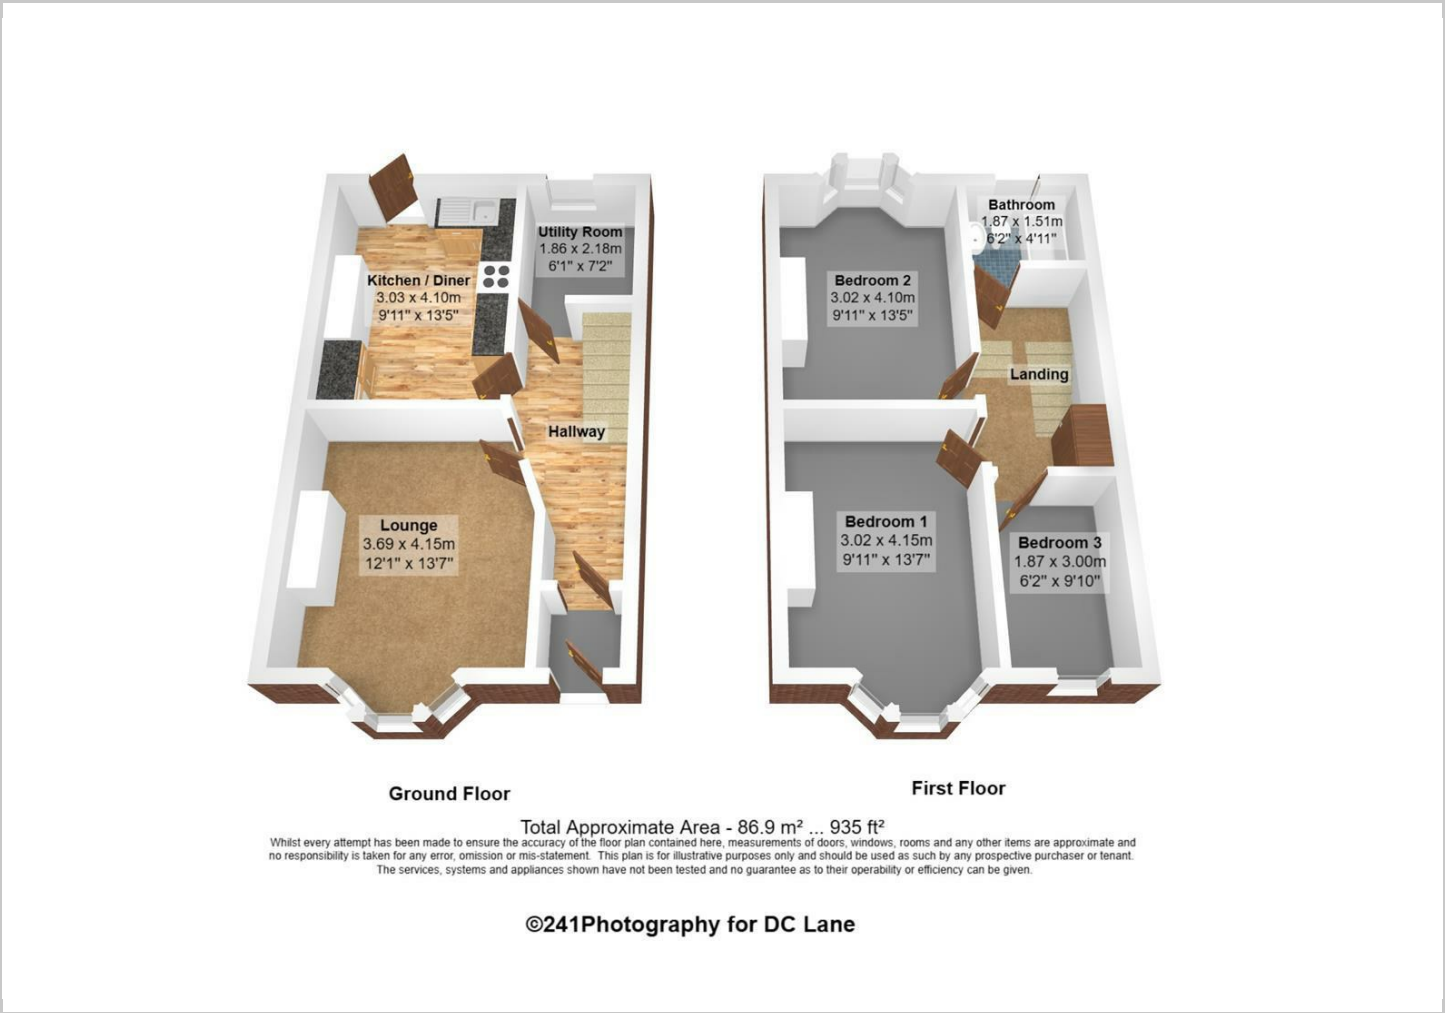 Kitchen / Diner
3.03 x 4.10m
9'11" x 13'5"
Utility Room
1.86 x 2.18m
6'1" x 7'2"
Hallway
Lounge
3.69 x 4.15m
12'1" x 13'7"
Bedroom 2
3.02 x 4.10m
9'11" x 13'5"
Bathroom
1.87 x 1.51m
6'2" x 4'11"
Landing
Bedroom 1
3.02 x 4.15m
9'11" x 13'7"
Bedroom 3
1.87 x 3.00m
6'2" x 9'10"
Ground Floor
First Floor
Total Approximate Area - 86.9 m² ... 935 ft²
Whilst every attempt has been made to ensure the accuracy of the floor plan contained here, measurements of doors, windows, rooms and any other items are approximate and
no responsibility is taken for any error, omission or mis-statement. This plan is for illustrative purposes only and should be used as such by any prospective purchaser or tenant.
The services, systems and appliances shown have not been tested and no guarantee as to their operability or efficiency can be given.
©241Photography for DC Lane